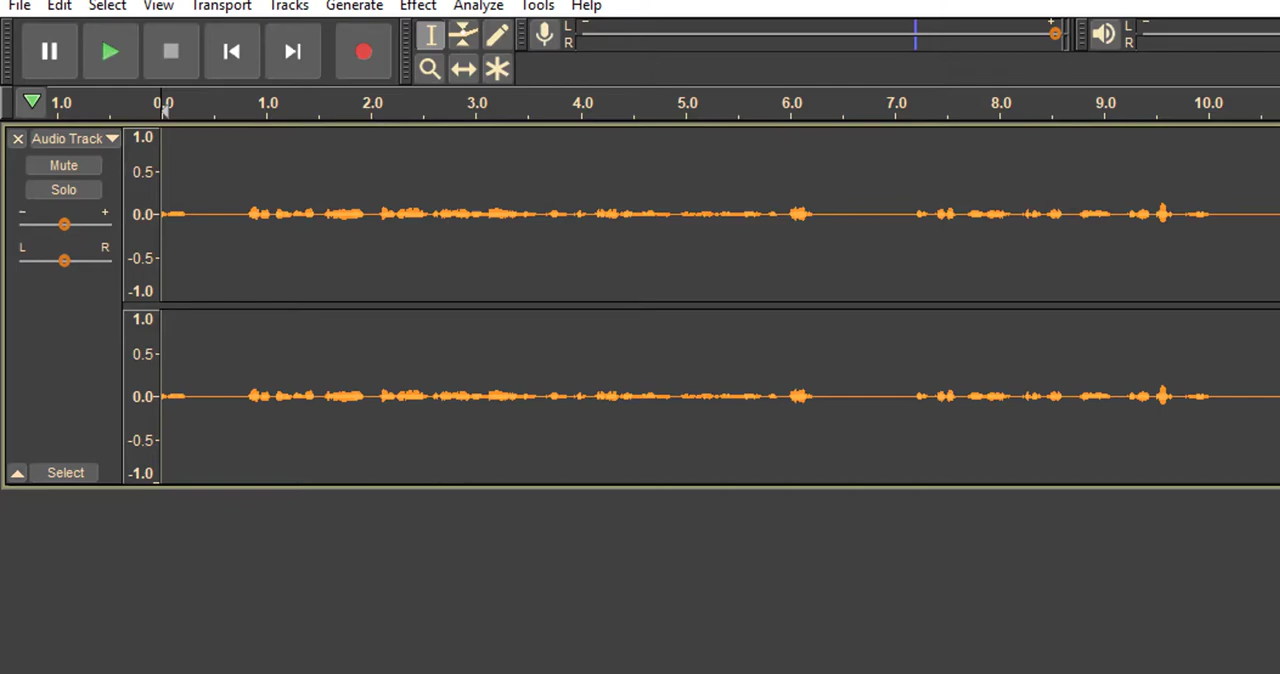 File Edit Select View Transport Tracks Generate Effect Analyze Tools Help
L - +
R
L -
R
1.0 0.0 1.0 2.0 3.0 4.0 5.0 6.0 7.0 8.0 9.0 10.0
× Audio Track
Mute
Solo
- +
L R
Select
1.0
0.5-
0.0-
-0.5-
-1.0
1.0
0.5-
0.0-
-0.5-
-1.0